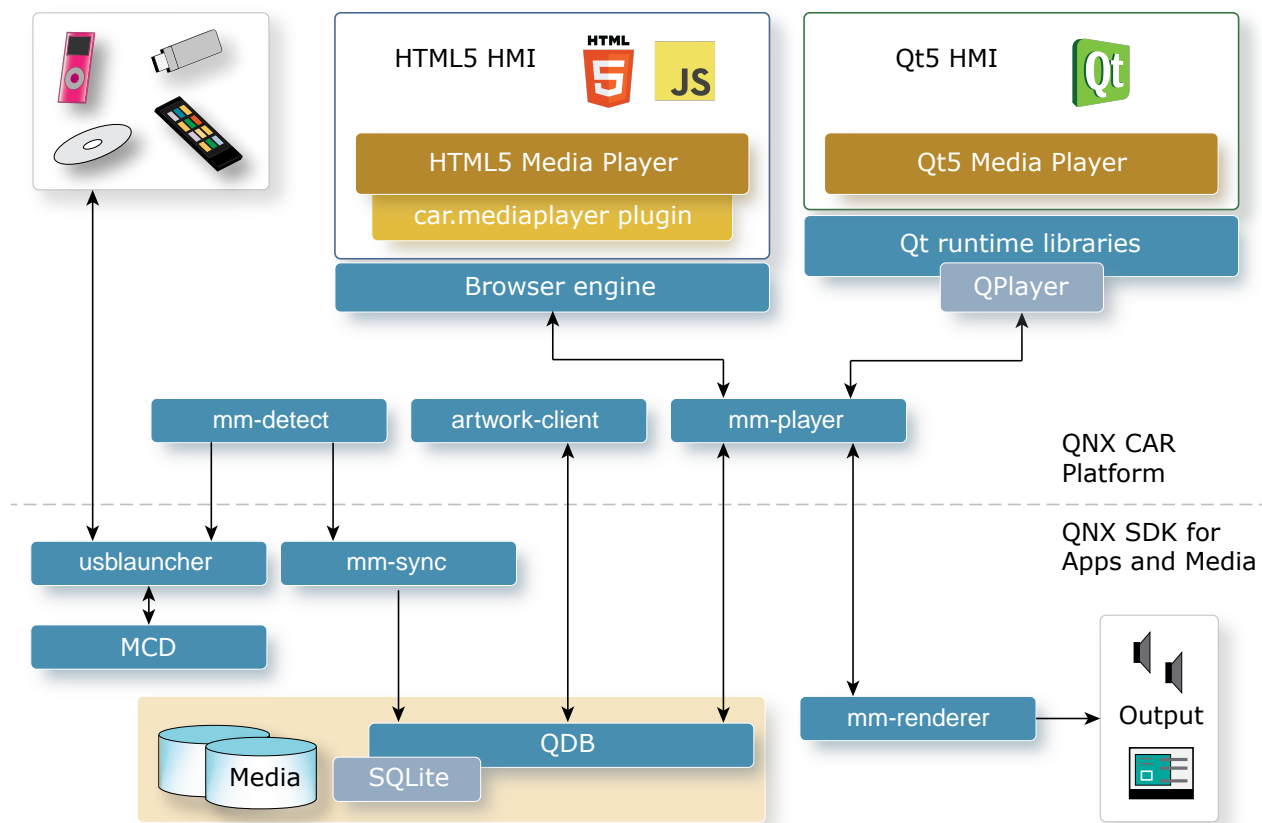 HTML5 HMI
HTML
5
JS
Qt5 HMI
Qt
HTML5 Media Player
car.mediaplayer plugin
Browser engine
Qt5 Media Player
Qt runtime libraries
QPlayer
mm-detect
artwork-client
mm-player
QNX CAR
Platform
QNX SDK for
Apps and Media
usblauncher
mm-sync
MCD
mm-renderer
Output
QDB
SQLite
Media